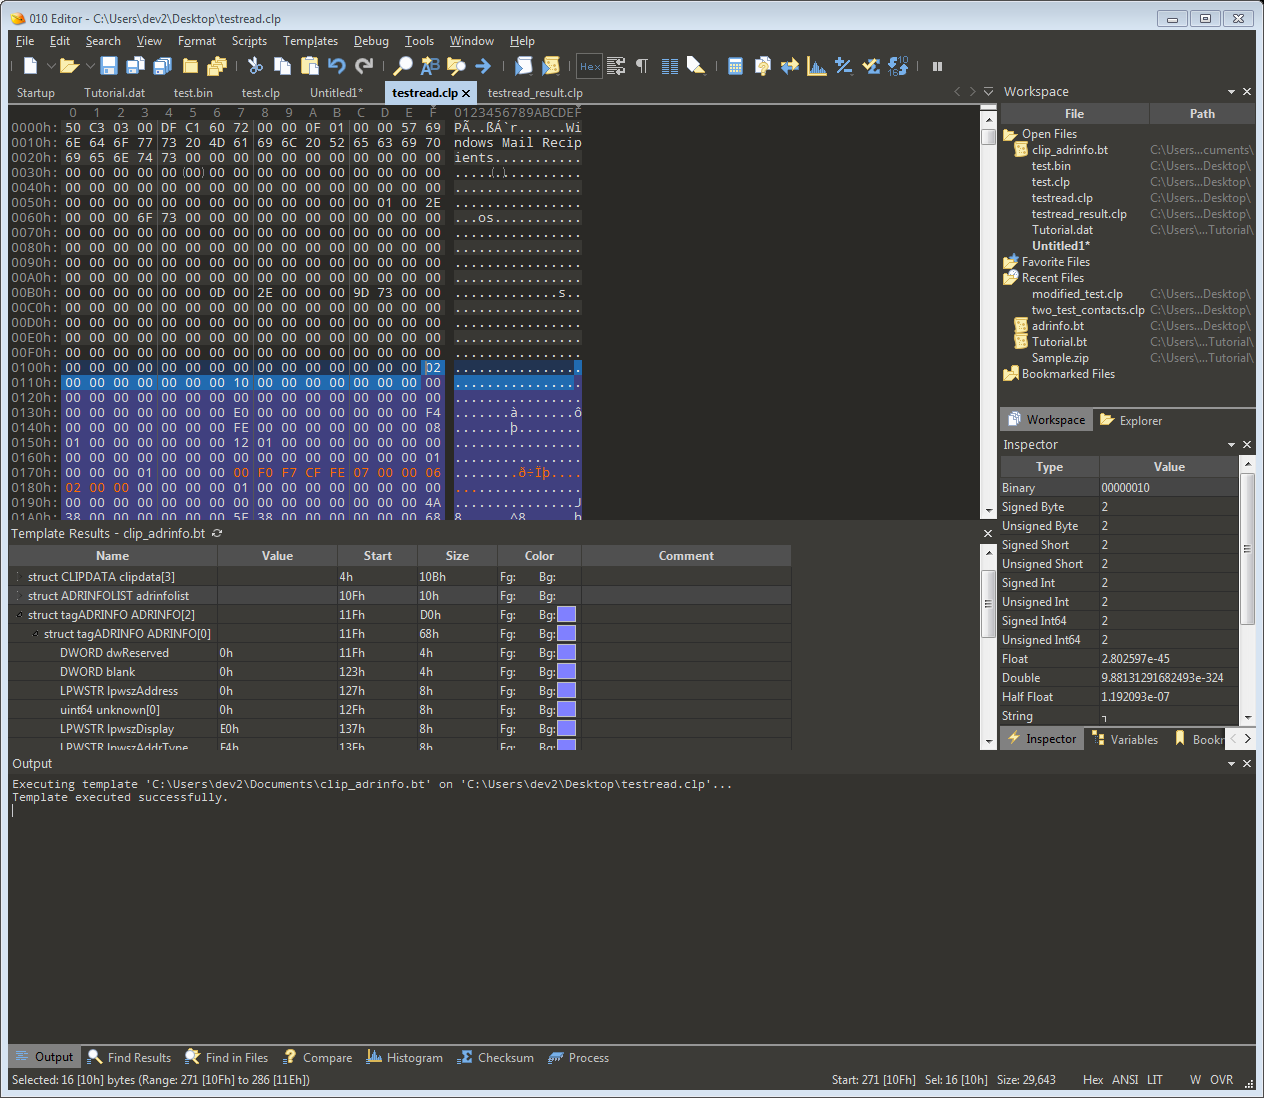 010 Editor - C:\Users\dev2\Desktop\testread.clp
File Edit Search View Format Scripts Templates Debug Tools Window Help
Startup Tutorial.dat test.bin test.clp Untitled1* testread.clp testread_result.clp
0 1 2 3 4 5 6 7 8 9 A B C D E F 0123456789ABCDEF
0000h: 50 C3 03 00 DF C1 60 72 00 00 0F 01 00 00 57 69 PÃ..ßÁ`r......Wi
0010h: 6E 64 6F 77 73 20 4D 61 69 6C 20 52 65 63 69 70 ndows Mail Recip
0020h: 69 65 6E 74 73 00 00 00 00 00 00 00 00 00 00 00 ients...........
0030h: 00 00 00 00 00 00 00 00 00 00 00 00 00 00 00 00 ................
0040h: 00 00 00 00 00 00 00 00 00 00 00 00 00 00 00 00 ................
0050h: 00 00 00 00 00 00 00 00 00 00 00 00 00 01 00 2E ................
0060h: 00 00 00 6F 73 00 00 00 00 00 00 00 00 00 00 00 ...os...........
0070h: 00 00 00 00 00 00 00 00 00 00 00 00 00 00 00 00 ................
0080h: 00 00 00 00 00 00 00 00 00 00 00 00 00 00 00 00 ................
0090h: 00 00 00 00 00 00 00 00 00 00 00 00 00 00 00 00 ................
00A0h: 00 00 00 00 00 00 00 00 00 00 00 00 00 00 00 00 ................
00B0h: 00 00 00 00 00 00 0D 00 2E 00 00 00 9D 73 00 00 .............s..
00C0h: 00 00 00 00 00 00 00 00 00 00 00 00 00 00 00 00 ................
00D0h: 00 00 00 00 00 00 00 00 00 00 00 00 00 00 00 00 ................
00E0h: 00 00 00 00 00 00 00 00 00 00 00 00 00 00 00 00 ................
00F0h: 00 00 00 00 00 00 00 00 00 00 00 00 00 00 00 00 ................
0100h: 00 00 00 00 00 00 00 00 00 00 00 00 00 00 00 02 ................
0110h: 00 00 00 00 00 00 00 10 00 00 00 00 00 00 00 00 ................
0120h: 00 00 00 00 00 00 00 00 00 00 00 00 00 00 00 00 ................
0130h: 00 00 00 00 00 00 00 E0 00 00 00 00 00 00 00 F4 .......à.......ô
0140h: 00 00 00 00 00 00 00 FE 00 00 00 00 00 00 00 08 .......þ........
0150h: 01 00 00 00 00 00 00 12 01 00 00 00 00 00 00 00 ................
0160h: 00 00 00 00 00 00 00 00 00 00 00 00 00 00 00 01 ................
0170h: 00 00 00 01 00 00 00 00 F0 F7 CF FE 07 00 00 06 ........ð÷Ïþ....
0180h: 02 00 00 00 00 00 00 01 00 00 00 00 00 00 00 00 ................
0190h: 00 00 00 00 00 00 00 00 00 00 00 00 00 00 00 4A ...............J
01A0h: 38 00 00 00 00 00 00 5E 38 00 00 00 00 00 00 68 8......^8......h
Template Results - clip_adrinfo.bt
Name Value Start Size Color Comment
struct CLIPDATA clipdata[3] 4h 10Bh Fg: Bg:
struct ADRINFOLIST adrinfolist 10Fh 10h Fg: Bg:
struct tagADRINFO ADRINFO[2] 11Fh D0h Fg: Bg:
struct tagADRINFO ADRINFO[0] 11Fh 68h Fg: Bg:
DWORD dwReserved 0h 11Fh 4h Fg: Bg:
DWORD blank 0h 123h 4h Fg: Bg:
LPWSTR lpwszAddress 0h 127h 8h Fg: Bg:
uint64 unknown[0] 0h 12Fh 8h Fg: Bg:
LPWSTR lpwszDisplay E0h 137h 8h Fg: Bg:
LPWSTR lpwszAddrType F4h 13Fh 8h Fg: Bg:
Output
Executing template 'C:\Users\dev2\Documents\clip_adrinfo.bt' on 'C:\Users\dev2\Desktop\testread.clp'...
Template executed successfully.
Output Find Results Find in Files Compare Histogram Checksum Process
Selected: 16 [10h] bytes (Range: 271 [10Fh] to 286 [11Eh]) Start: 271 [10Fh] Sel: 16 [10h] Size: 29,643 Hex ANSI LIT W OVR
Workspace
File Path
Open Files
clip_adrinfo.bt C:\Users...cuments\
test.bin C:\Users...Desktop\
test.clp C:\Users...Desktop\
testread.clp C:\Users...Desktop\
testread_result.clp C:\Users...Desktop\
Tutorial.dat C:\Users\...Tutorial\
Untitled1*
Favorite Files
Recent Files
modified_test.clp C:\Users...Desktop\
two_test_contacts.clp C:\Users...Desktop\
adrinfo.bt C:\Users...Desktop\
Tutorial.bt C:\Users\...Tutorial\
Sample.zip C:\Users...Desktop\
Bookmarked Files
Workspace Explorer
Inspector
Type Value
Binary 00000010
Signed Byte 2
Unsigned Byte 2
Signed Short 2
Unsigned Short 2
Signed Int 2
Unsigned Int 2
Signed Int64 2
Unsigned Int64 2
Float 2.802597e-45
Double 9.88131291682493e-324
Half Float 1.192093e-07
String ┐
Inspector Variables Bookr